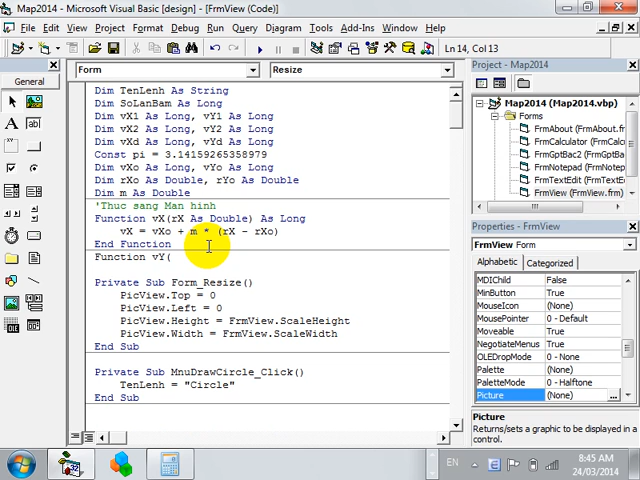 Map2014 - Microsoft Visual Basic [design] - [FrmView (Code)]
File Edit View Project Format Debug Run Query Diagram Tools Add-Ins Window Help
Ln 14, Col 13
General
Form
Resize
Dim TenLenh As String
Dim SoLanBam As Long
Dim vX1 As Long, vY1 As Long
Dim vX2 As Long, vY2 As Long
Dim vXd As Long, vYd As Long
Const pi = 3.14159265358979
Dim vXo As Long, vYo As Long
Dim rXo As Double, rYo As Double
Dim m As Double
'Thuc sang Man hinh
Function vX(rX As Double) As Long
vX = vXo + m * (rX - rXo)
End Function
Function vY(
Private Sub Form_Resize()
PicView.Top = 0
PicView.Left = 0
PicView.Height = FrmView.ScaleHeight
PicView.Width = FrmView.ScaleWidth
End Sub
Private Sub MnuDrawCircle_Click()
TenLenh = "Circle"
End Sub
Project - Map2014
Map2014 (Map2014.vbp)
Forms
FrmAbout (FrmAbout.f
FrmCalculator (FrmCal
FrmGptBac2 (FrmGptB
FrmNotepad (FrmNote
FrmTextEdit (FrmTextE
FrmView (FrmView.frm)
Properties - FrmView
FrmView Form
Alphabetic Categorized
MDIChild False
MinButton True
MouseIcon (None)
MousePointer 0 - Default
Moveable True
NegotiateMenus True
OLEDropMode 0 - None
Palette (None)
PaletteMode 0 - Halftone
Picture (None) ...
Picture
Returns/sets a graphic to be displayed in a control.
EN
8:45 AM
24/03/2014